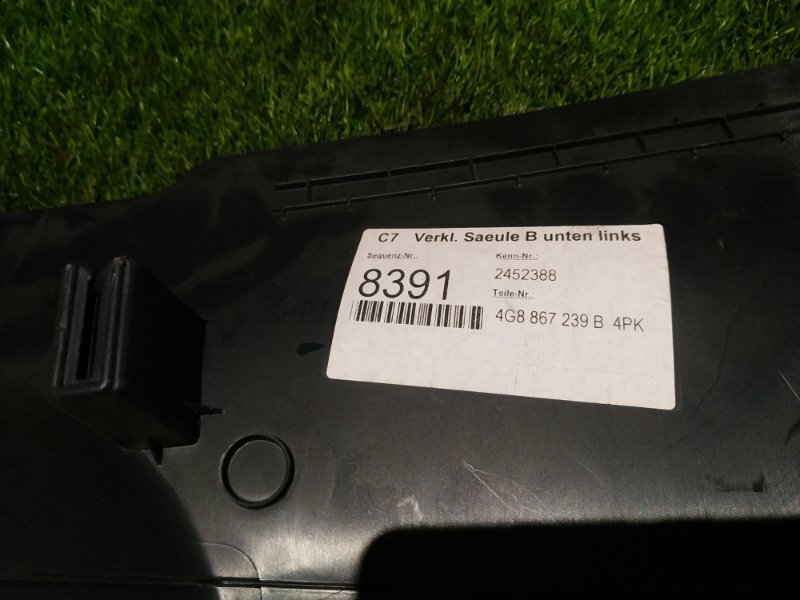 C7 Verkl. Saeule B unten links
Sequenz-Nr.: Kenn-Nr.:
8391 2452388
Teile-Nr.:
4G8 867 239 B 4PK